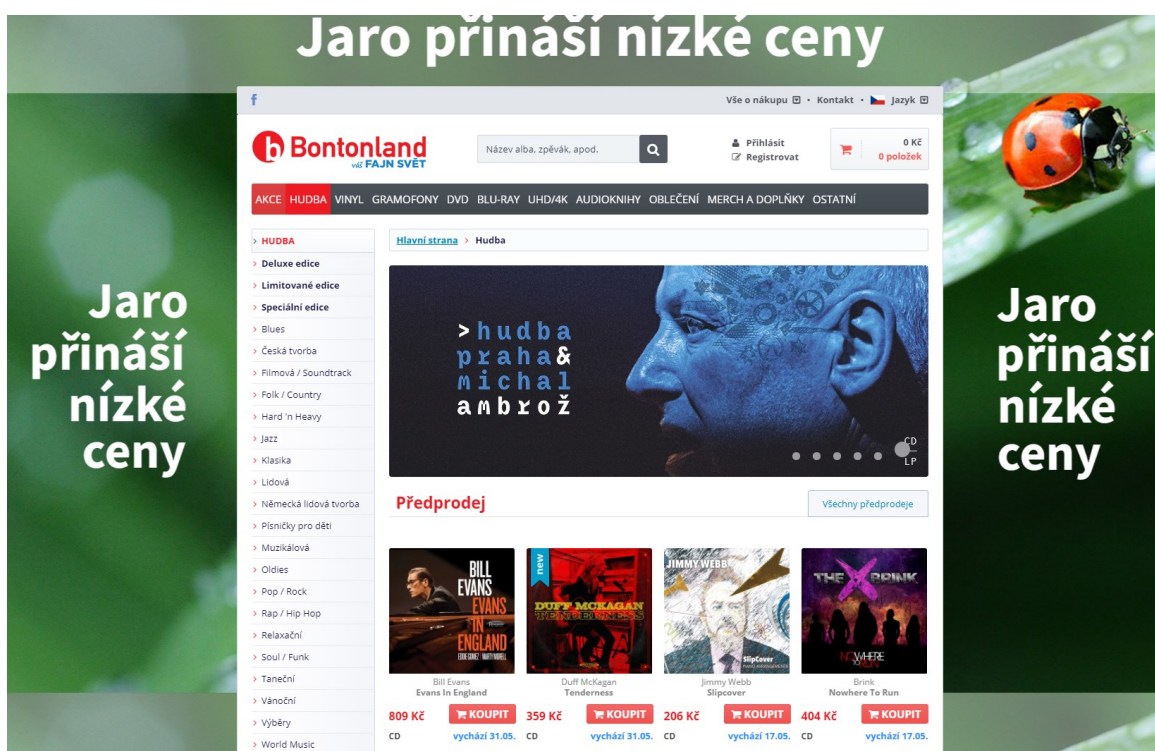 Jaro přináší nízké ceny
Vše o nákupu • Kontakt • Jazyk
Bontonland
váš FAJN SVĚT
Název alba, zpěvák, apod.
Přihlásit
Registrovat
0 Kč
0 položek
AKCE HUDBA VINYL GRAMOFONY DVD BLU-RAY UHD/4K AUDIOKNIHY OBLEČENÍ MERCH A DOPLŇKY OSTATNÍ
Jaro
přináší
nízké
ceny
> HUDBA
> Deluxe edice
> Limitované edice
> Speciální edice
> Blues
> Česká tvorba
> Filmová / Soundtrack
> Folk / Country
> Hard 'n Heavy
> Jazz
> Klasika
> Lidová
> Německá lidová tvorba
> Písničky pro děti
> Muzikálová
> Oldies
> Pop / Rock
> Rap / Hip Hop
> Relaxační
> Soul / Funk
> Taneční
> Vánoční
> Výběry
> World Music
Hlavní strana > Hudba
>hudba
praha&
michal
ambrož
CD
LP
Předprodej
Všechny předprodeje
BILL
EVANS
EVANS
IN
ENGLAND
EDDIE GOMEZ MARTY MORELL
new
DUFF MCKAGAN
TENDERNESS
JIMMY WEBB
SlipCover
THE X BRINK
NOWHERE
TO RUN
Bill Evans
Evans In England
Duff McKagan
Tenderness
Jimmy Webb
Slipcover
Brink
Nowhere To Run
809 Kč KOUPIT
359 Kč KOUPIT
206 Kč KOUPIT
404 Kč KOUPIT
CD vychází 31.05.
CD vychází 31.05.
CD vychází 17.05.
CD vychází 17.05.
Jaro
přináší
nízké
ceny